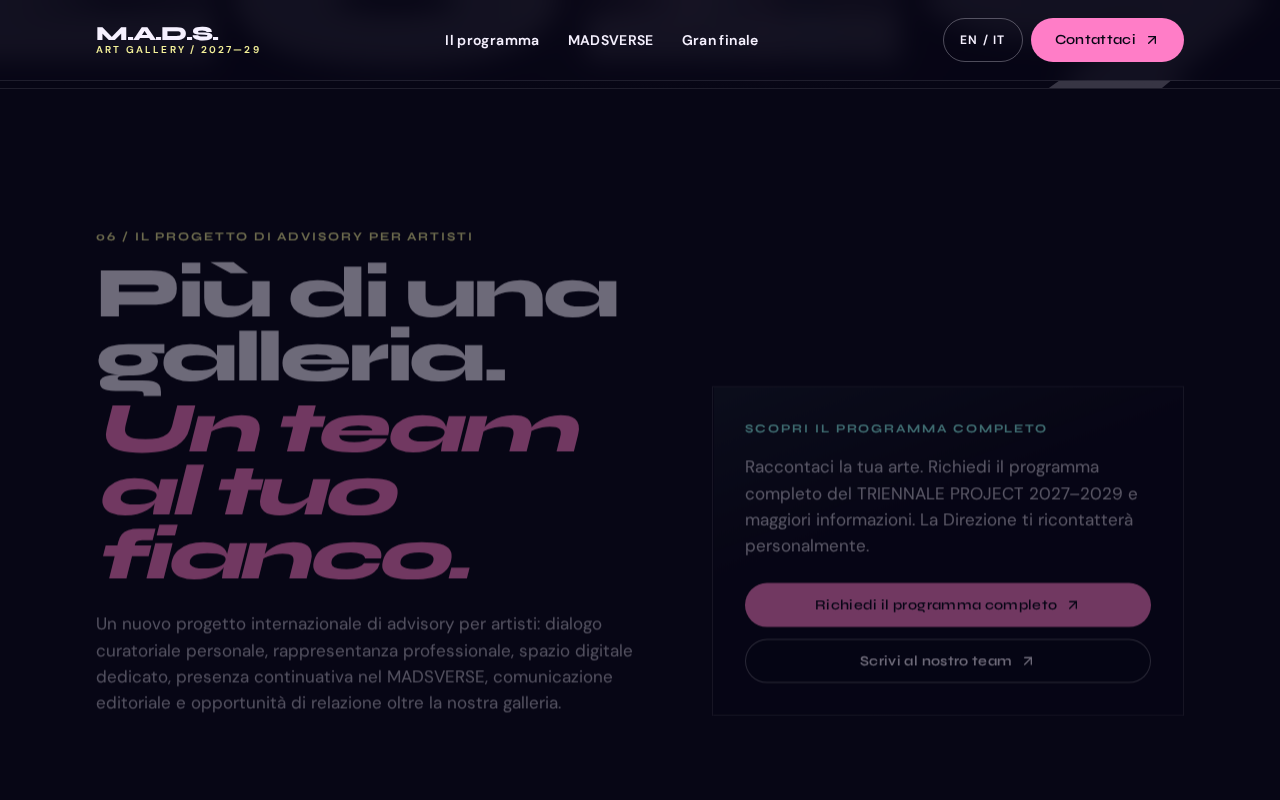 M.A.D.S.
ART GALLERY / 2027—29
Il programma
MADSVERSE
Gran finale
EN / IT
Contattaci
06 / IL PROGETTO DI ADVISORY PER ARTISTI
Più di una
galleria.
Un team
al tuo
fianco.
Un nuovo progetto internazionale di advisory per artisti: dialogo
curatoriale personale, rappresentanza professionale, spazio digitale
dedicato, presenza continuativa nel MADSVERSE, comunicazione
editoriale e opportunità di relazione oltre la nostra galleria.
SCOPRI IL PROGRAMMA COMPLETO
Raccontaci la tua arte. Richiedi il programma
completo del TRIENNALE PROJECT 2027–2029 e
maggiori informazioni. La Direzione ti ricontatterà
personalmente.
Richiedi il programma completo
Scrivi al nostro team